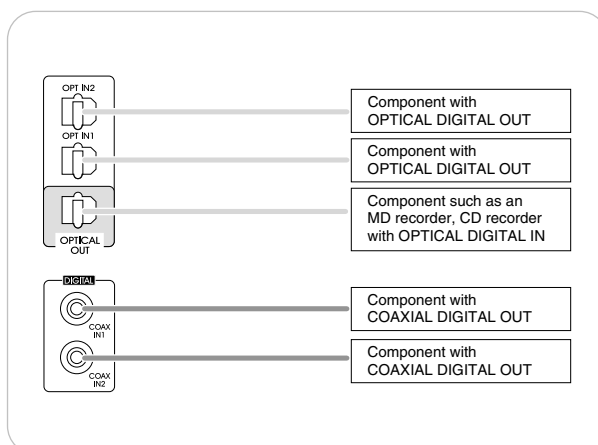 OPT IN2
Component with
OPTICAL DIGITAL OUT
OPT IN1
Component with
OPTICAL DIGITAL OUT
Component such as an
MD recorder, CD recorder
with OPTICAL DIGITAL IN
OPTICAL
OUT
DIGITAL
Component with
COAXIAL DIGITAL OUT
COAX
IN1
Component with
COAXIAL DIGITAL OUT
COAX
IN2